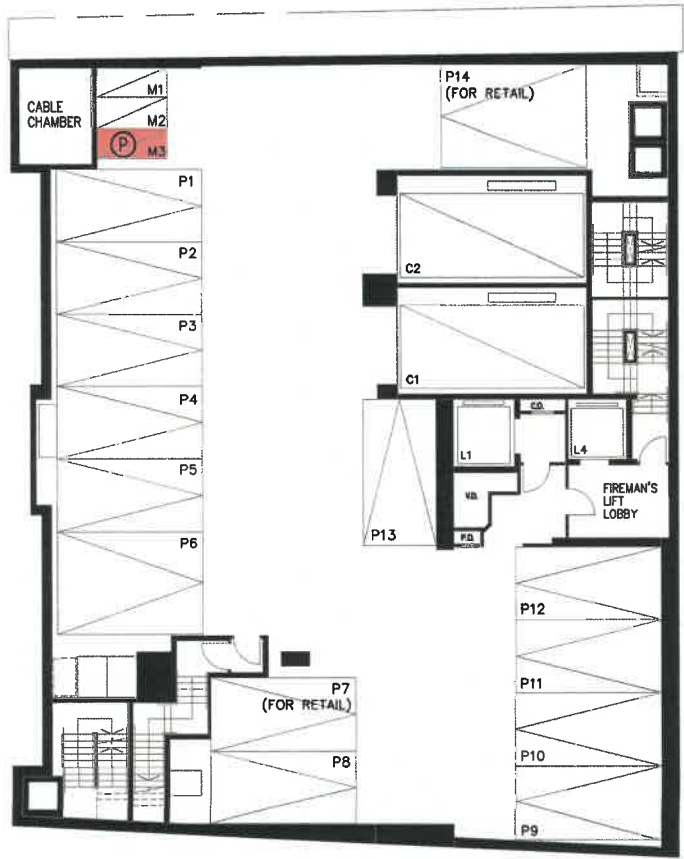 CABLE
CHAMBER
M1
M2
P
M3
P14
(FOR RETAIL)
P1
P2
P3
P4
P5
P6
C2
C1
C.D.
L1
L4
V.D.
FIREMAN'S
LIFT
LOBBY
P13
F.D.
P12
P11
P10
P9
P7
(FOR RETAIL)
P8